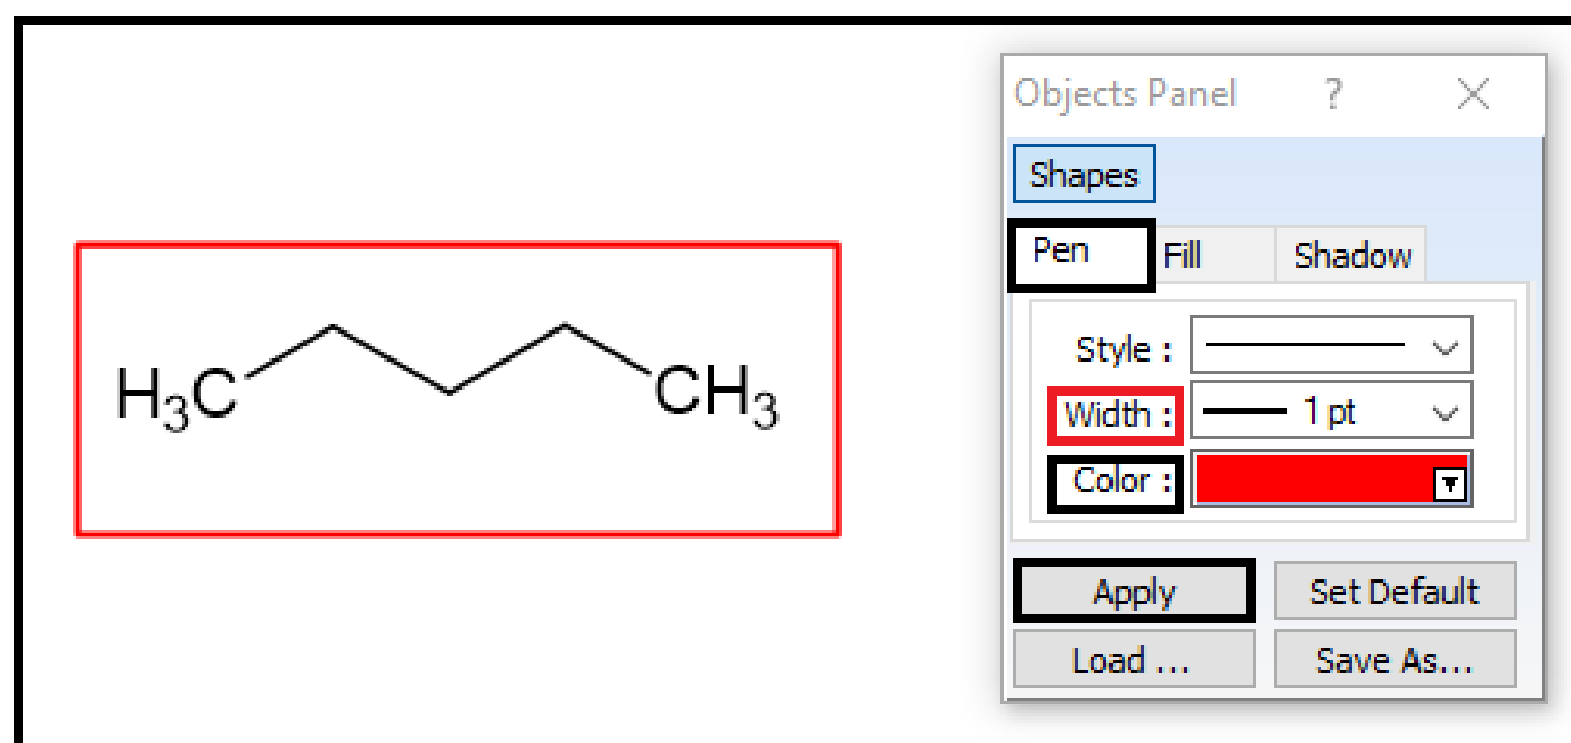 H3C CH3
Objects Panel ? ×
Shapes
Pen Fill Shadow
Style :
Width : 1 pt
Color :
Apply Set Default
Load ... Save As...